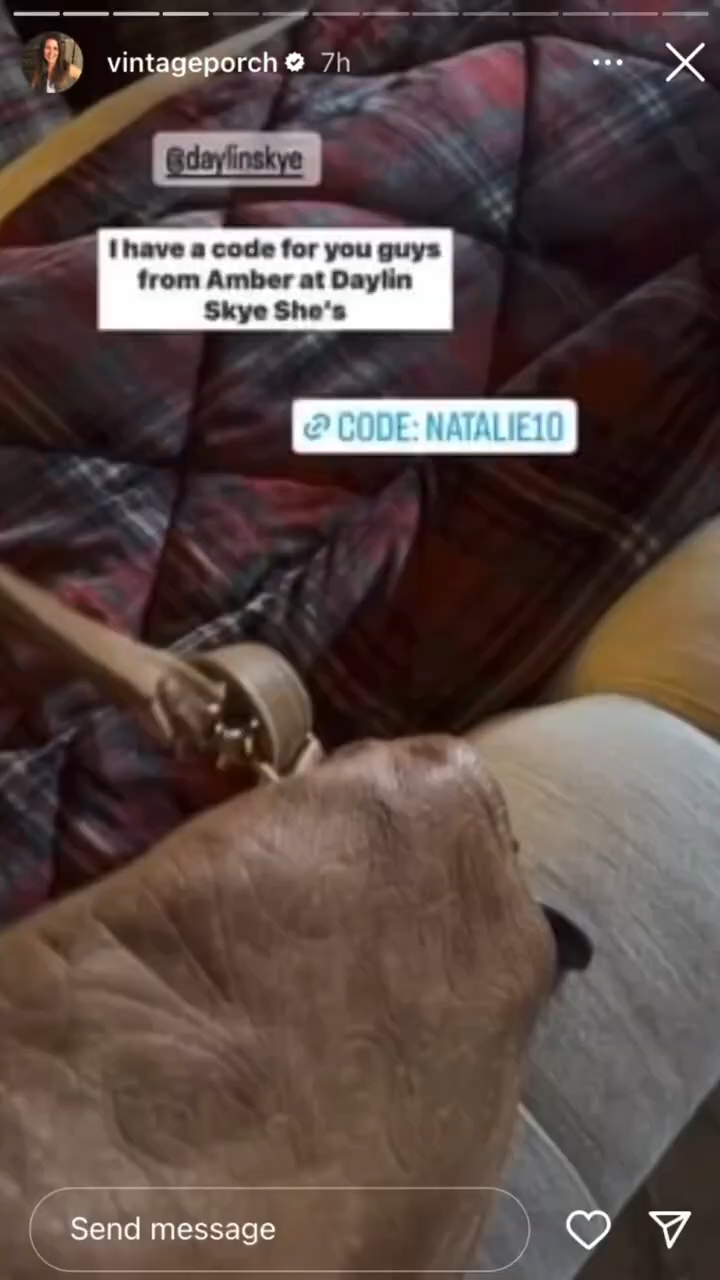 vintageporch 7h
@daylinskye
I have a code for you guys
from Amber at Daylin
Skye She's
CODE: NATALIE10
Send message